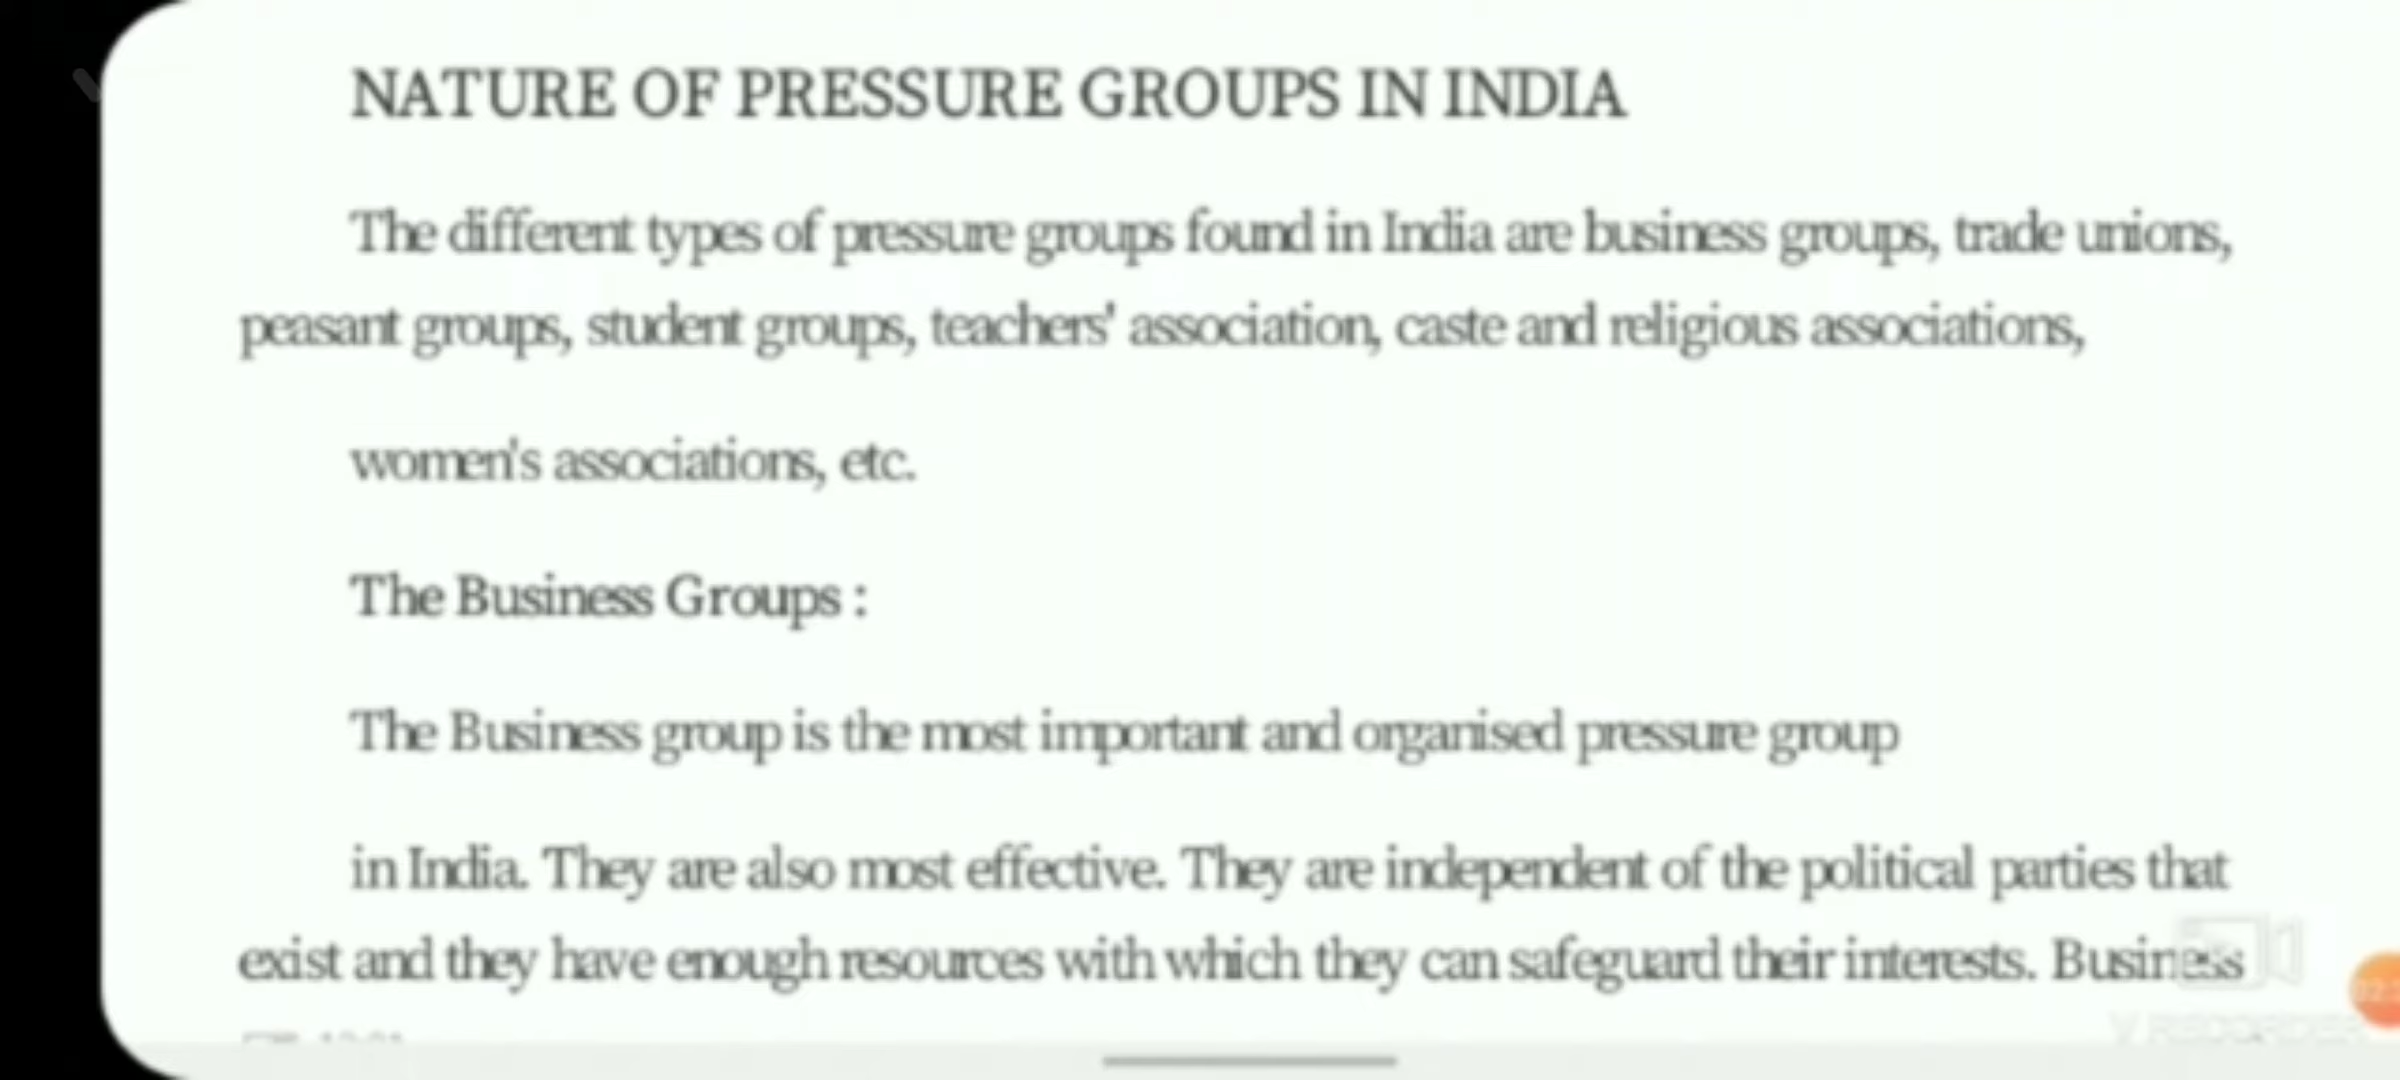 NATURE OF PRESSURE GROUPS IN INDIA
The different types of pressure groups found in India are business groups, trade unions,
peasant groups, student groups, teachers' association, caste and religious associations,
women's associations, etc.
The Business Groups :
The Business group is the most important and organised pressure group
in India. They are also most effective. They are independent of the political parties that
exist and they have enough resources with which they can safeguard their interests. Business
V RECORDER